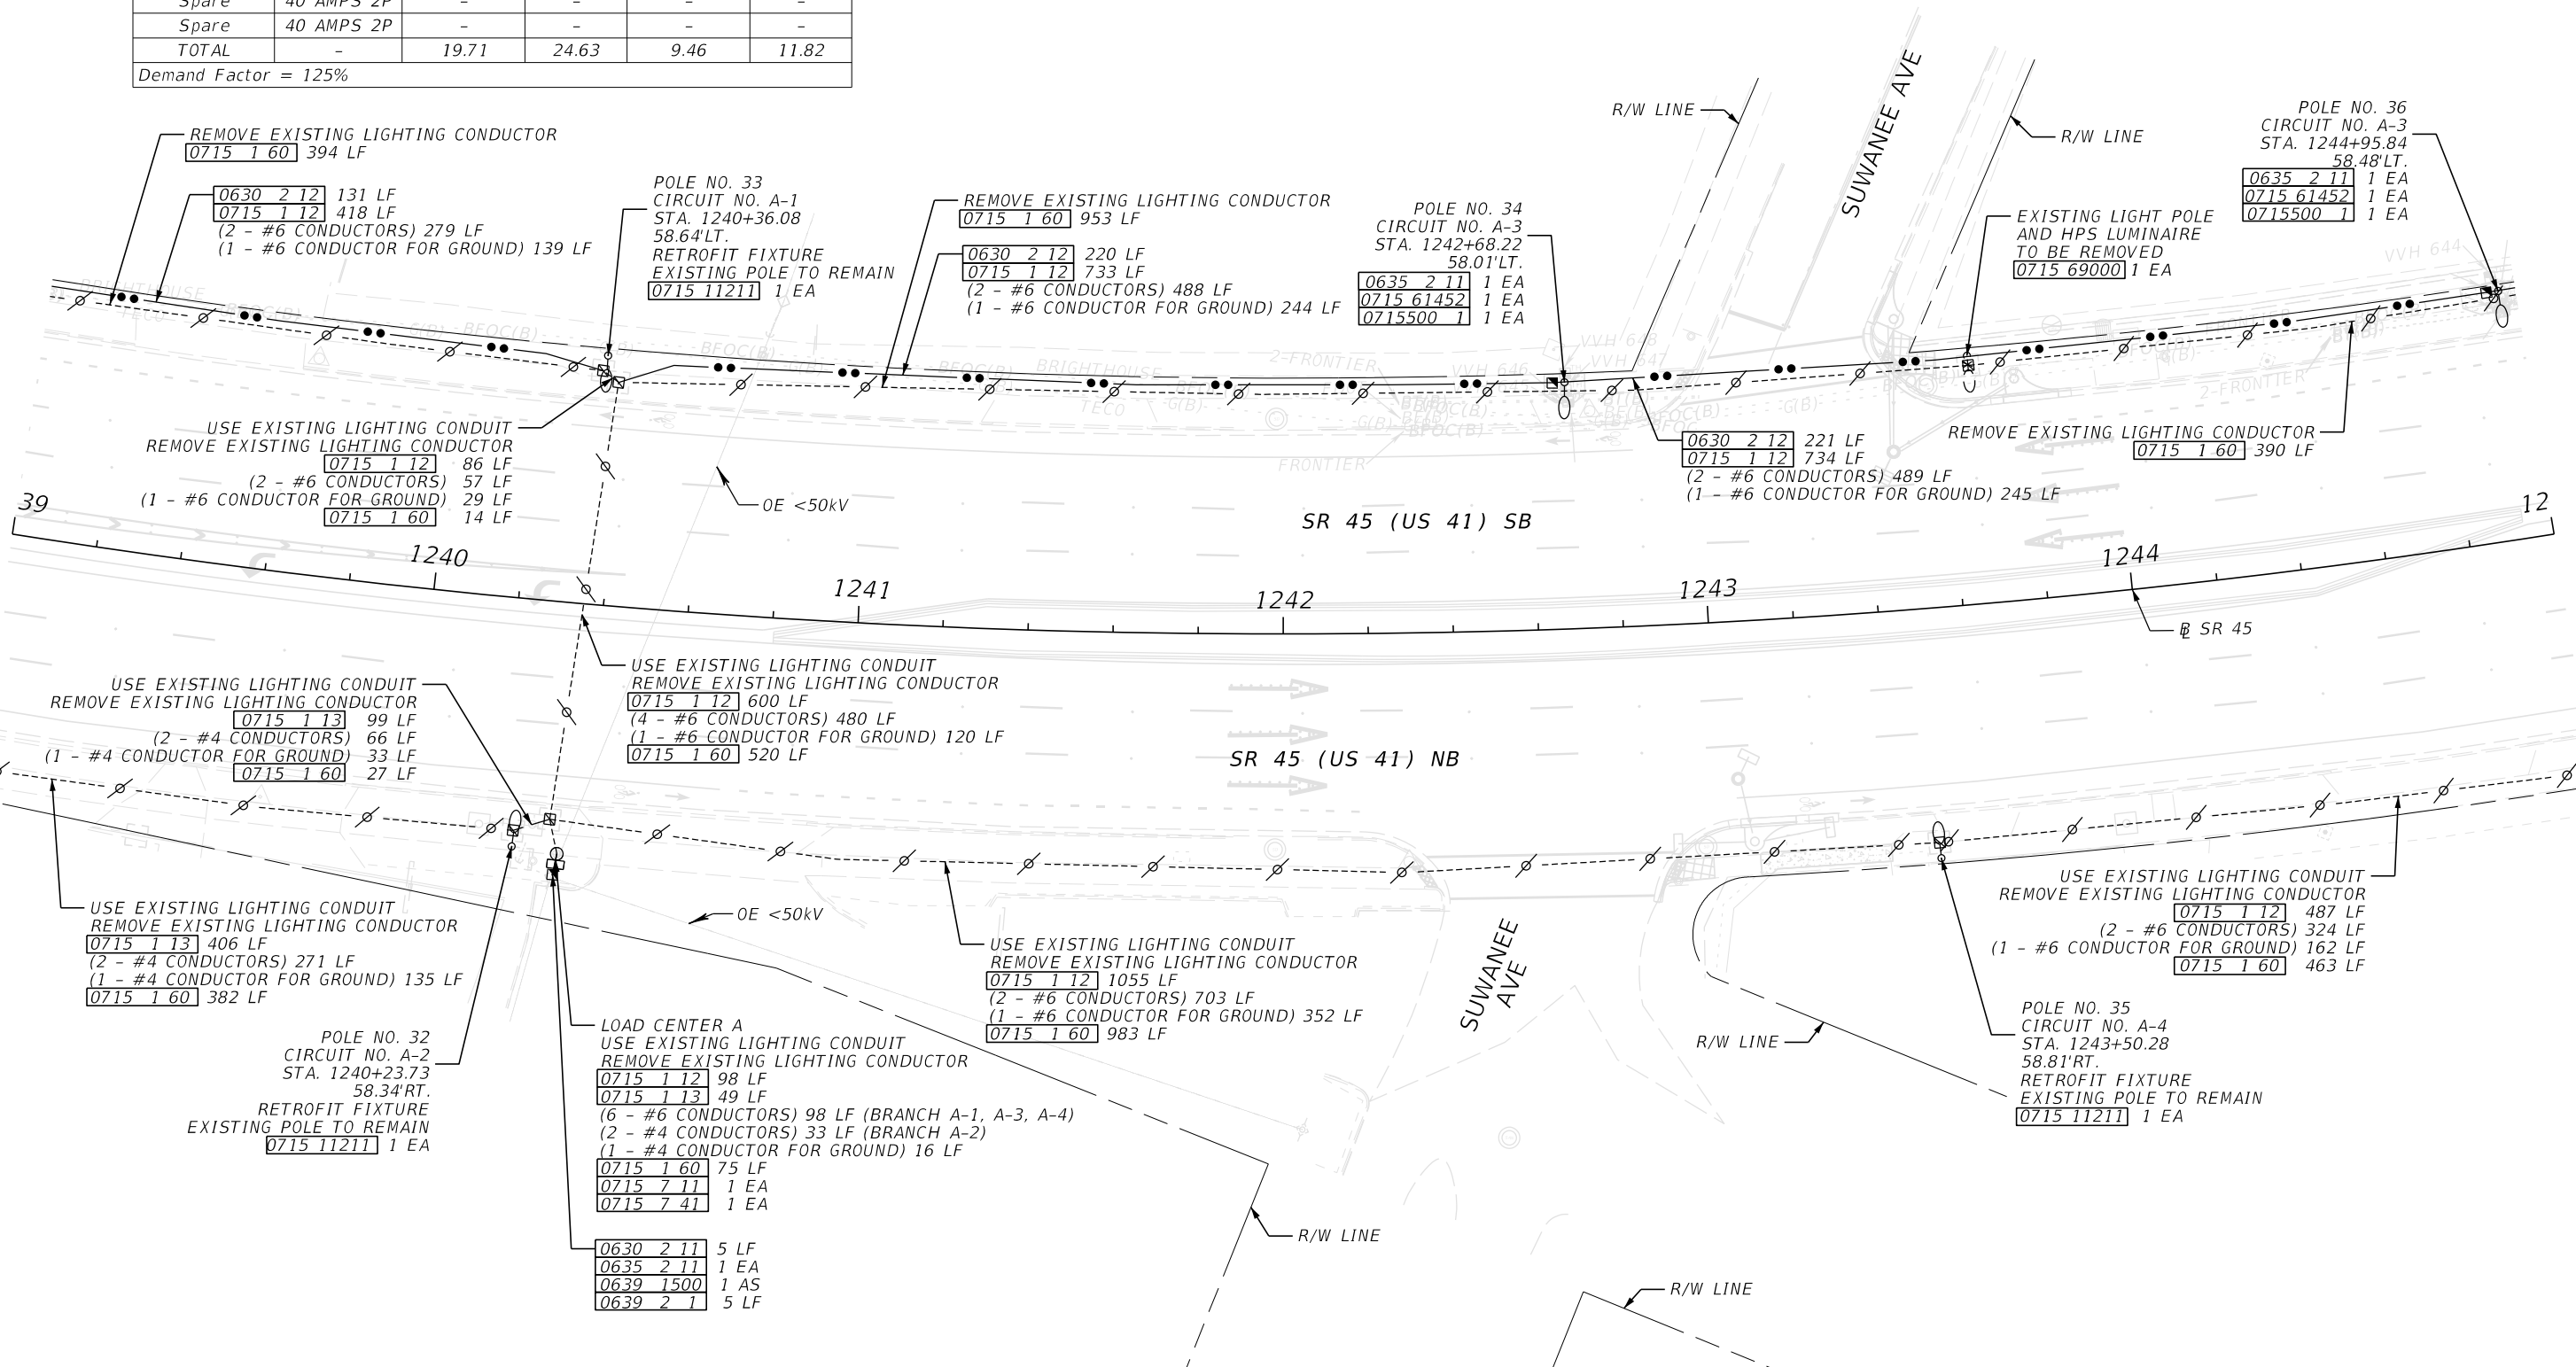 Spare 40 AMPS 2P – – – –
Spare 40 AMPS 2P – – – –
TOTAL – 19.71 24.63 9.46 11.82
Demand Factor = 125%
REMOVE EXISTING LIGHTING CONDUCTOR
0715 1 60 394 LF
0630 2 12 131 LF
0715 1 12 418 LF
(2 – #6 CONDUCTORS) 279 LF
(1 – #6 CONDUCTOR FOR GROUND) 139 LF
POLE NO. 33
CIRCUIT NO. A–1
STA. 1240+36.08
58.64'LT.
RETROFIT FIXTURE
EXISTING POLE TO REMAIN
0715 11211 1 EA
REMOVE EXISTING LIGHTING CONDUCTOR
0715 1 60 953 LF
0630 2 12 220 LF
0715 1 12 733 LF
(2 – #6 CONDUCTORS) 488 LF
(1 – #6 CONDUCTOR FOR GROUND) 244 LF
POLE NO. 34
CIRCUIT NO. A–3
STA. 1242+68.22
58.01'LT.
0635 2 11 1 EA
0715 61452 1 EA
0715500 1 1 EA
R/W LINE
SUWANEE AVE
R/W LINE
EXISTING LIGHT POLE
AND HPS LUMINAIRE
TO BE REMOVED
0715 69000 1 EA
POLE NO. 36
CIRCUIT NO. A–3
STA. 1244+95.84
58.48'LT.
0635 2 11 1 EA
0715 61452 1 EA
0715500 1 1 EA
VVH 644
BRIGHTHOUSE
TECO
BFOC(B)
G(B)
BFOC(B)
BFOC(B)
BFOC(B)
BRIGHTHOUSE
2–FRONTIER
VVH 648
VVH 647
VVH 646
TECO
G(B)
G(B)
BFOC(B)
FRONTIER
G(B)
2–FRONTIER
USE EXISTING LIGHTING CONDUIT
REMOVE EXISTING LIGHTING CONDUCTOR
0715 1 12 86 LF
(2 – #6 CONDUCTORS) 57 LF
(1 – #6 CONDUCTOR FOR GROUND) 29 LF
0715 1 60 14 LF
OE <50kV
0630 2 12 221 LF
0715 1 12 734 LF
(2 – #6 CONDUCTORS) 489 LF
(1 – #6 CONDUCTOR FOR GROUND) 245 LF
REMOVE EXISTING LIGHTING CONDUCTOR
0715 1 60 390 LF
SR 45 (US 41) SB
39
1240
1241
1242
1243
1244
12
BL SR 45
USE EXISTING LIGHTING CONDUIT
REMOVE EXISTING LIGHTING CONDUCTOR
0715 1 13 99 LF
(2 – #4 CONDUCTORS) 66 LF
(1 – #4 CONDUCTOR FOR GROUND) 33 LF
0715 1 60 27 LF
USE EXISTING LIGHTING CONDUIT
REMOVE EXISTING LIGHTING CONDUCTOR
0715 1 12 600 LF
(4 – #6 CONDUCTORS) 480 LF
(1 – #6 CONDUCTOR FOR GROUND) 120 LF
0715 1 60 520 LF
SR 45 (US 41) NB
USE EXISTING LIGHTING CONDUIT
REMOVE EXISTING LIGHTING CONDUCTOR
0715 1 13 406 LF
(2 – #4 CONDUCTORS) 271 LF
(1 – #4 CONDUCTOR FOR GROUND) 135 LF
0715 1 60 382 LF
OE <50kV
USE EXISTING LIGHTING CONDUIT
REMOVE EXISTING LIGHTING CONDUCTOR
0715 1 12 1055 LF
(2 – #6 CONDUCTORS) 703 LF
(1 – #6 CONDUCTOR FOR GROUND) 352 LF
0715 1 60 983 LF
SUWANEE
AVE
USE EXISTING LIGHTING CONDUIT
REMOVE EXISTING LIGHTING CONDUCTOR
0715 1 12 487 LF
(2 – #6 CONDUCTORS) 324 LF
(1 – #6 CONDUCTOR FOR GROUND) 162 LF
0715 1 60 463 LF
POLE NO. 32
CIRCUIT NO. A–2
STA. 1240+23.73
58.34'RT.
RETROFIT FIXTURE
EXISTING POLE TO REMAIN
0715 11211 1 EA
LOAD CENTER A
USE EXISTING LIGHTING CONDUIT
REMOVE EXISTING LIGHTING CONDUCTOR
0715 1 12 98 LF
0715 1 13 49 LF
(6 – #6 CONDUCTORS) 98 LF (BRANCH A–1, A–3, A–4)
(2 – #4 CONDUCTORS) 33 LF (BRANCH A–2)
(1 – #4 CONDUCTOR FOR GROUND) 16 LF
0715 1 60 75 LF
0715 7 11 1 EA
0715 7 41 1 EA
0630 2 11 5 LF
0635 2 11 1 EA
0639 1500 1 AS
0639 2 1 5 LF
R/W LINE
POLE NO. 35
CIRCUIT NO. A–4
STA. 1243+50.28
58.81'RT.
RETROFIT FIXTURE
EXISTING POLE TO REMAIN
0715 11211 1 EA
R/W LINE
R/W LINE